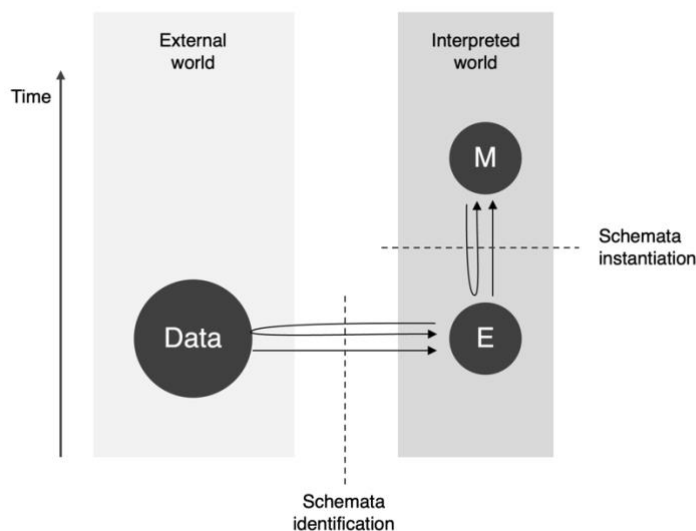 External
world
Interpreted
world
Time
M
Schemata
instantiation
Data
E
Schemata
identification